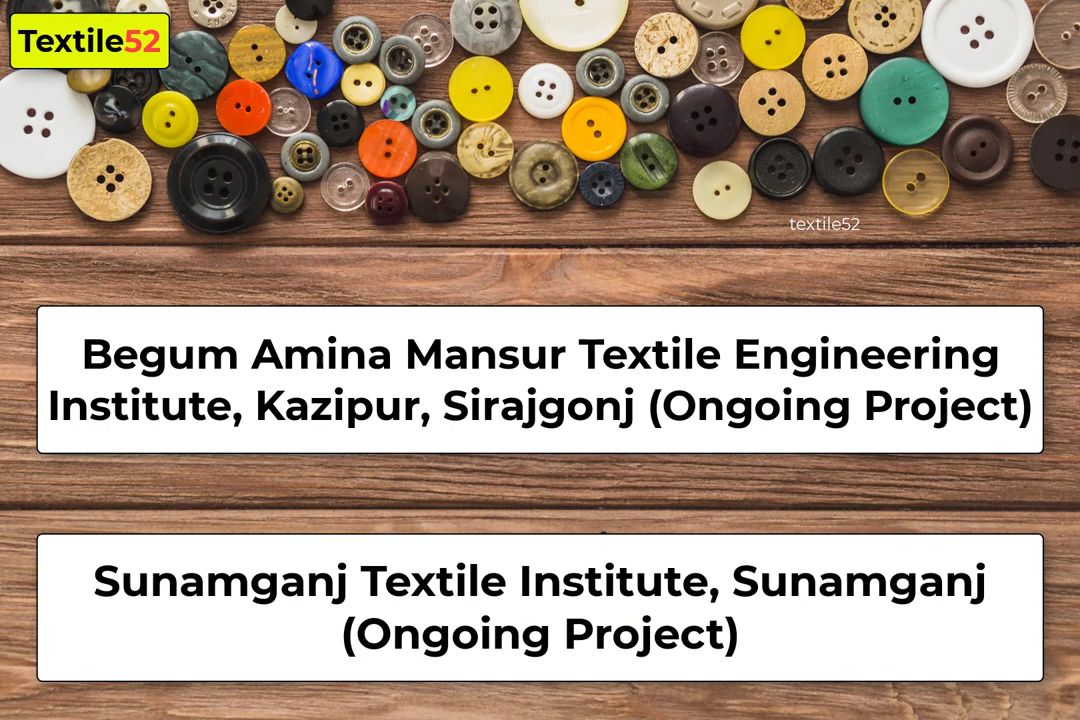 Textile52
textile52
Begum Amina Mansur Textile Engineering
Institute, Kazipur, Sirajgonj (Ongoing Project)
Sunamganj Textile Institute, Sunamganj
(Ongoing Project)